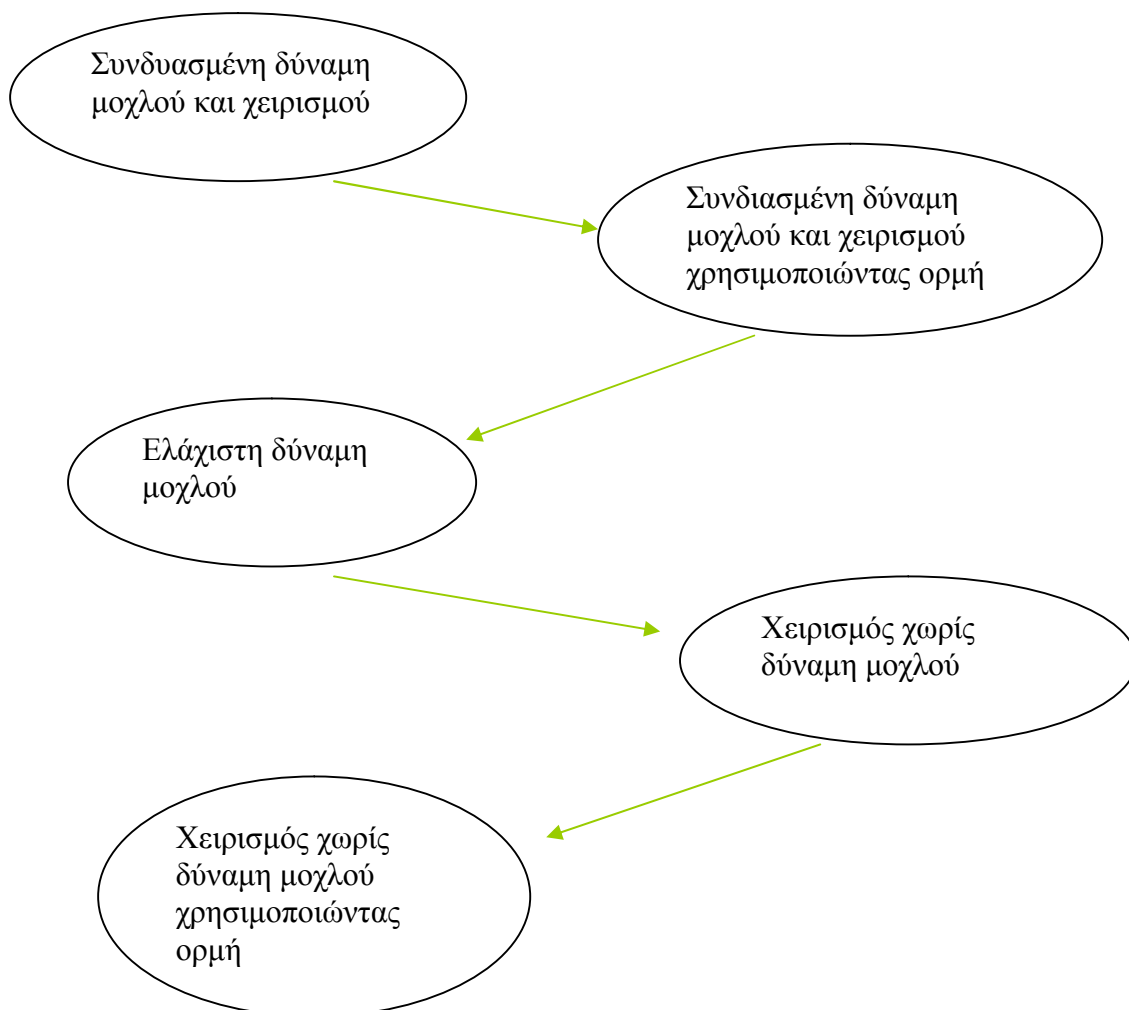 Συνδυασμένη δύναμη
μοχλού και χειρισμού
Συνδιασμένη δύναμη
μοχλού και χειρισμού
χρησιμοποιώντας ορμή
Ελάχιστη δύναμη
μοχλού
Χειρισμός χωρίς
δύναμη μοχλού
Χειρισμός χωρίς
δύναμη μοχλού
χρησιμοποιώντας
ορμή